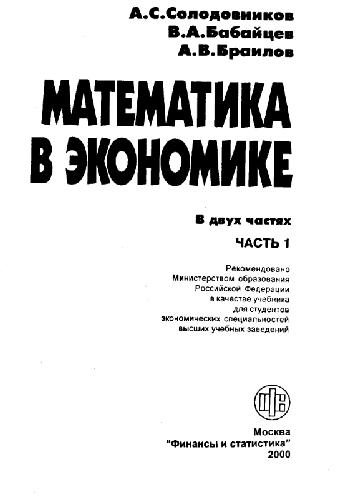 А.С.Солодовников
В.А.Бабайцев
А.В.Браилов
МАТЕМАТИКА
В ЭКОНОМИКЕ
В двух частях
ЧАСТЬ 1
Рекомендовано
Министерством образования
Российской Федерации
в качестве учебника
для студентов
экономических специальностей
высших учебных заведений
Москва
"Финансы и статистика"
2000